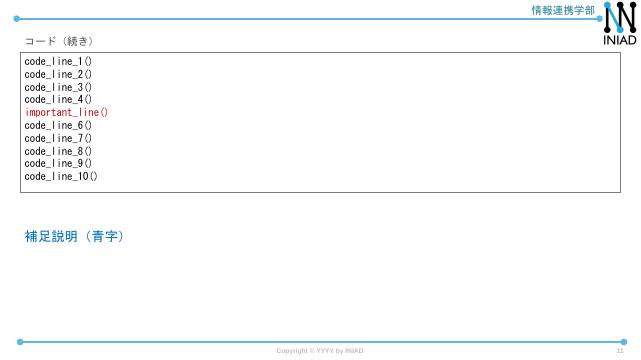 情報連携学部
INIAD
コード（続き）
code_line_1()
code_line_2()
code_line_3()
code_line_4()
important_line()
code_line_6()
code_line_7()
code_line_8()
code_line_9()
code_line_10()
補足説明（青字）
Copyright © YYYY by INIAD
11